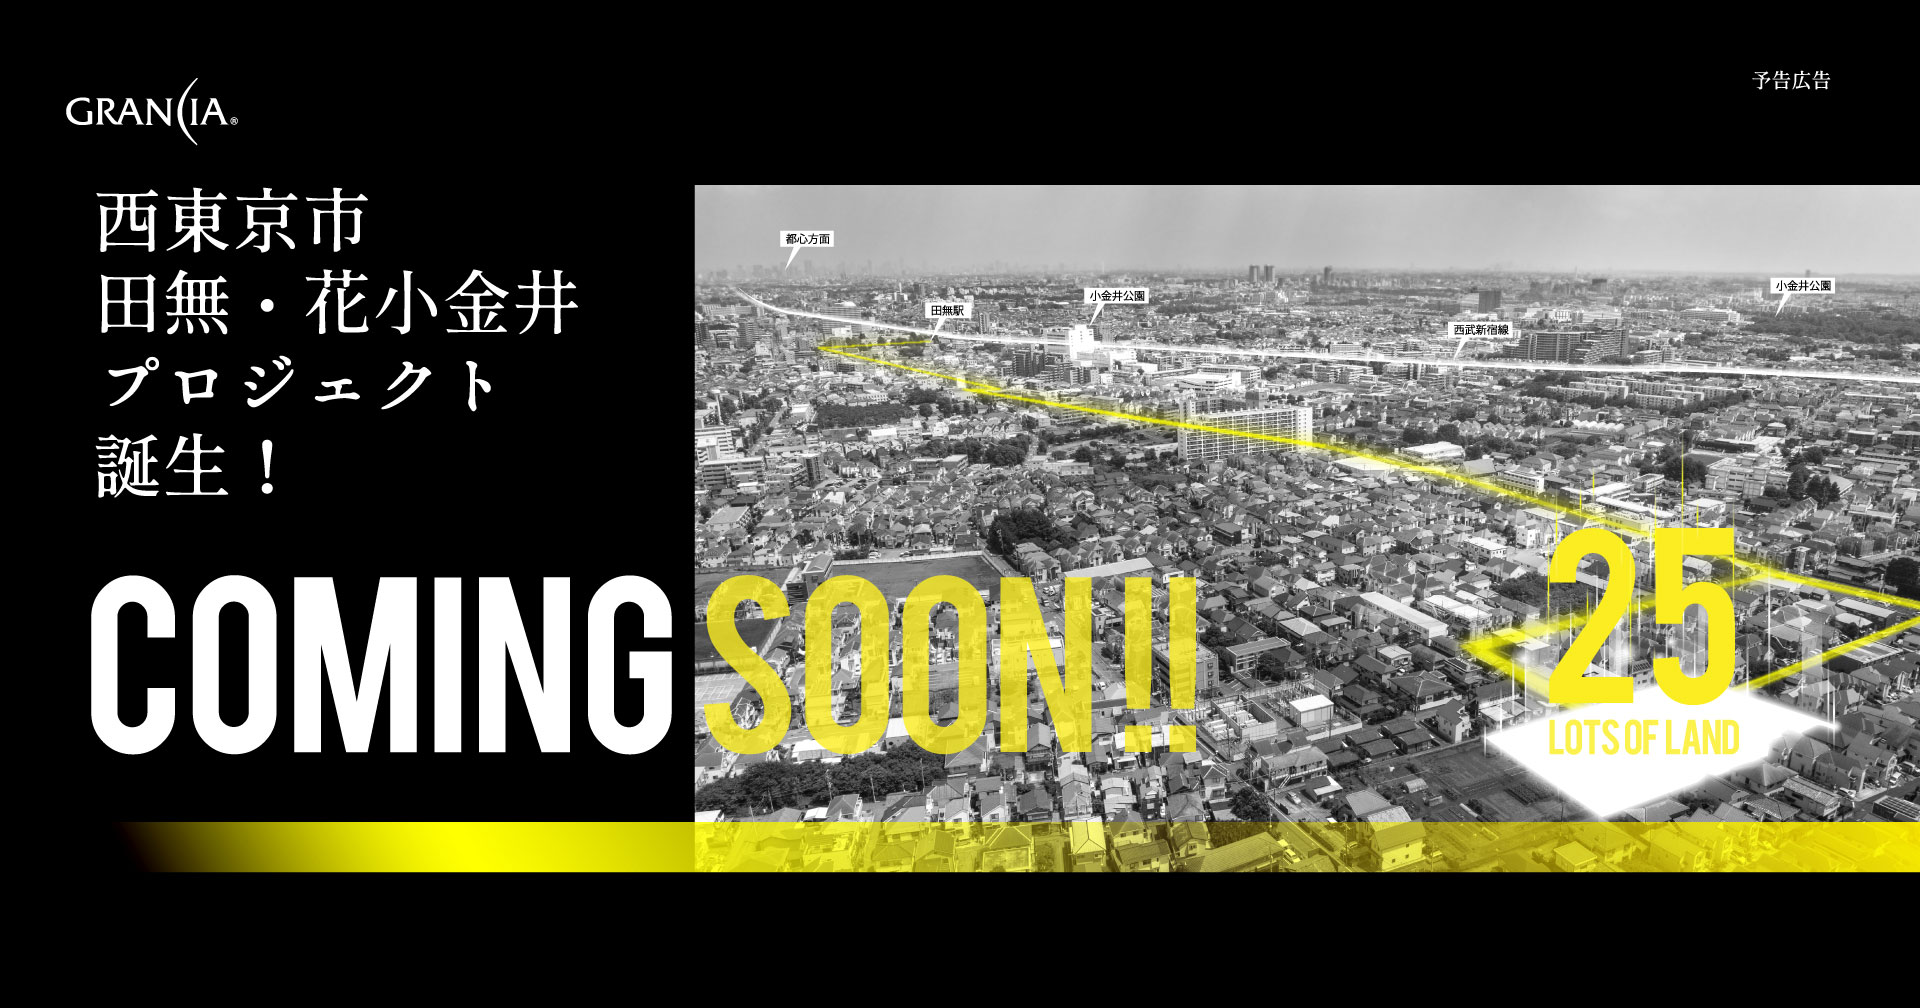 GRANCIA®
予告広告
西東京市
田無・花小金井
プロジェクト
誕生！
都心方面
田無駅
小金井公園
西武新宿線
小金井公園
COMING SOON!!
25
LOTS OF LAND